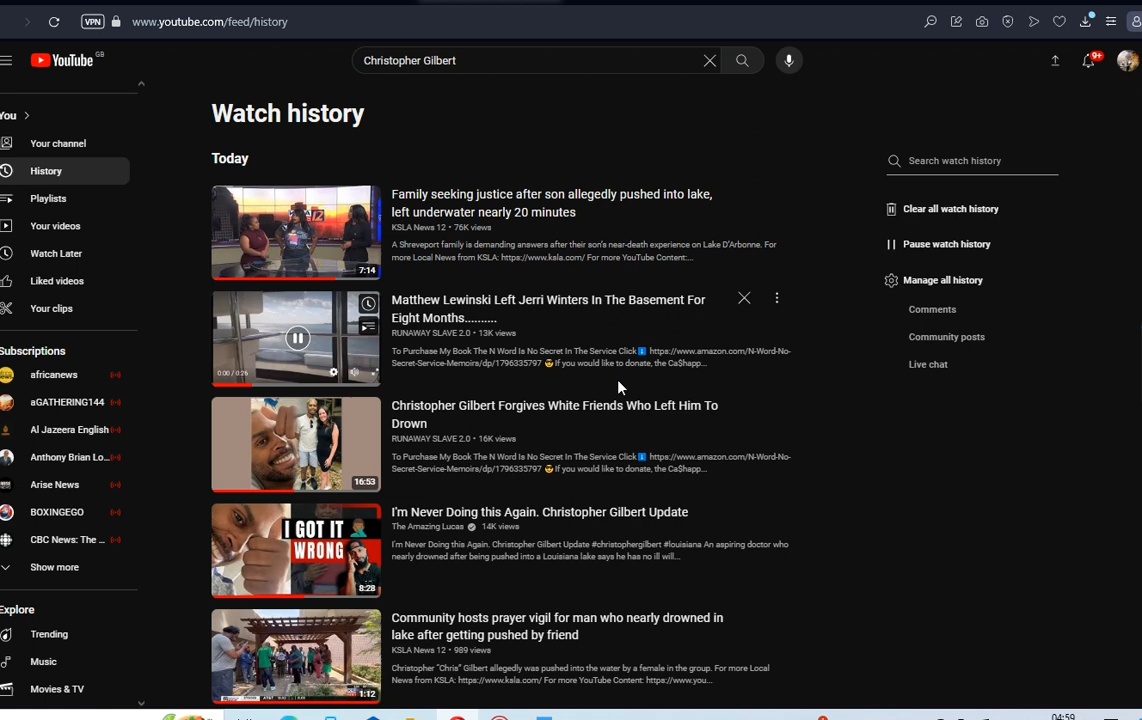 VPN www.youtube.com/feed/history
YouTube GB
Christopher Gilbert
9+
You
Your channel
History
Playlists
Your videos
Watch Later
Liked videos
Your clips
Subscriptions
africanews
aGATHERING144
Al Jazeera English
Anthony Brian Lo...
Arise News
BOXINGEGO
CBC News: The ...
Show more
Explore
Trending
Music
Movies & TV
Watch history
Today
Family seeking justice after son allegedly pushed into lake,
left underwater nearly 20 minutes
KSLA News 12 • 76K views
A Shreveport family is demanding answers after their son's near-death experience on Lake D'Arbonne. For
more Local News from KSLA: https://www.ksla.com/ For more YouTube Content:...
12
7:14
Matthew Lewinski Left Jerri Winters In The Basement For
Eight Months..........
RUNAWAY SLAVE 2.0 • 13K views
To Purchase My Book The N Word Is No Secret In The Service Click⬇️ https://www.amazon.com/N-Word-No-
Secret-Service-Memoirs/dp/1796335797 😎If you would like to donate, the Ca$happ...
0:00 / 0:26
Christopher Gilbert Forgives White Friends Who Left Him To
Drown
RUNAWAY SLAVE 2.0 • 16K views
To Purchase My Book The N Word Is No Secret In The Service Click⬇️ https://www.amazon.com/N-Word-No-
Secret-Service-Memoirs/dp/1796335797 😎If you would like to donate, the Ca$happ...
16:53
I'm Never Doing this Again. Christopher Gilbert Update
The Amazing Lucas 14K views
I'm Never Doing this Again. Christopher Gilbert Update #christophergilbert #louisiana An aspiring doctor who
nearly drowned after being pushed into a Louisiana lake says he has no ill will...
I GOT IT
WRONG
8:28
Community hosts prayer vigil for man who nearly drowned in
lake after getting pushed by friend
KSLA News 12 • 989 views
Christopher "Chris" Gilbert allegedly was pushed into the water by a female in the group. For more Local
News from KSLA: https://www.ksla.com/ For more YouTube Content: https://www.you...
1:12
Search watch history
Clear all watch history
Pause watch history
Manage all history
Comments
Community posts
Live chat
04:59